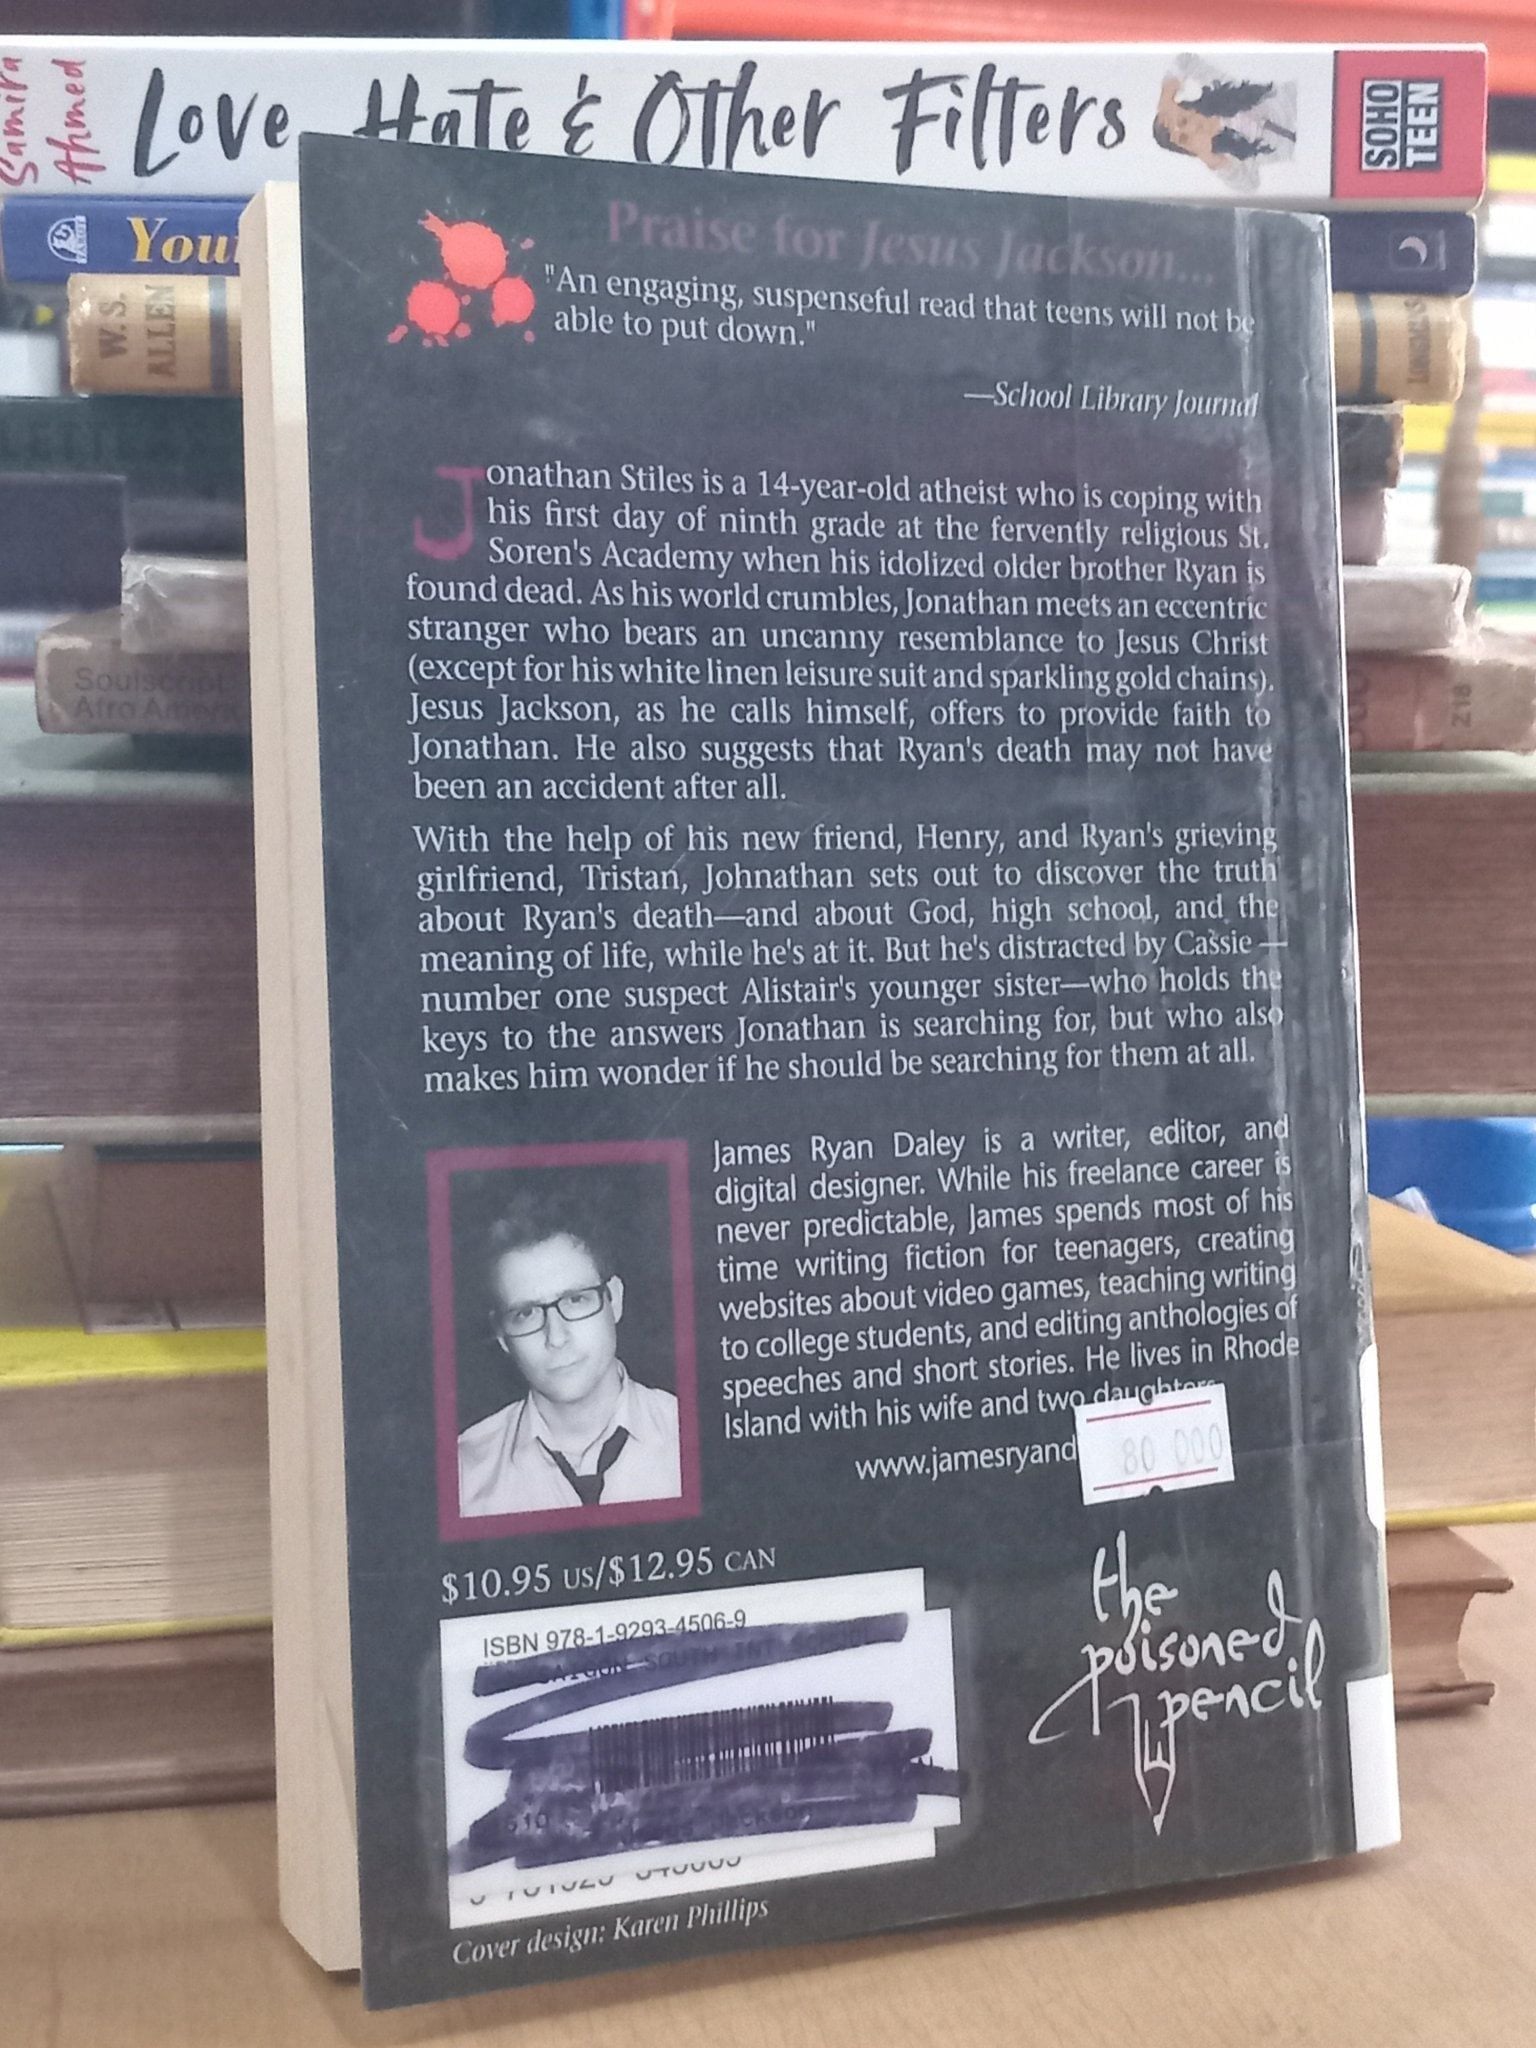 Samira
Ahmed
Love, Hate & Other Filters
SOHO
TEEN
You
W.S.
ALLEN
LONGMANS
Soulscript
Afro Ameri
Z18
Praise for Jesus Jackson...
"An engaging, suspenseful read that teens will not be
able to put down."
—School Library Journal
Jonathan Stiles is a 14-year-old atheist who is coping with
his first day of ninth grade at the fervently religious St.
Soren's Academy when his idolized older brother Ryan is
found dead. As his world crumbles, Jonathan meets an eccentric
stranger who bears an uncanny resemblance to Jesus Christ
(except for his white linen leisure suit and sparkling gold chains).
Jesus Jackson, as he calls himself, offers to provide faith to
Jonathan. He also suggests that Ryan's death may not have
been an accident after all.
With the help of his new friend, Henry, and Ryan's grieving
girlfriend, Tristan, Johnathan sets out to discover the truth
about Ryan's death—and about God, high school, and the
meaning of life, while he's at it. But he's distracted by Cassie —
number one suspect Alistair's younger sister—who holds the
keys to the answers Jonathan is searching for, but who also
makes him wonder if he should be searching for them at all.
James Ryan Daley is a writer, editor, and
digital designer. While his freelance career is
never predictable, James spends most of his
time writing fiction for teenagers, creating
websites about video games, teaching writing
to college students, and editing anthologies of
speeches and short stories. He lives in Rhode
Island with his wife and two daughters.
www.jamesryand
80 000
$10.95 US/$12.95 CAN
ISBN 978-1-9293-4506-9
SAIGON SOUTH INT
the
poisoned
pencil
Cover design: Karen Phillips